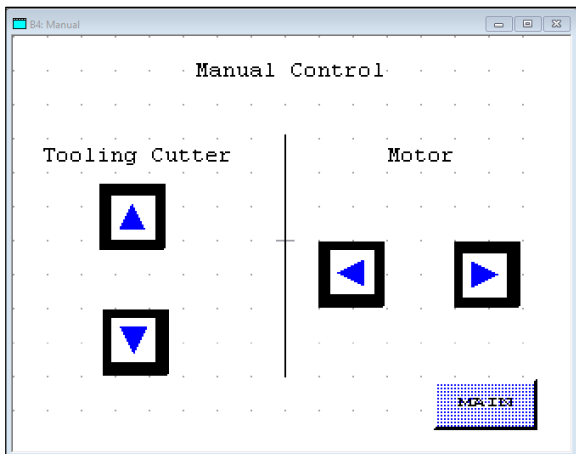 B4: Manual
Manual Control
Tooling Cutter
Motor
MAIN